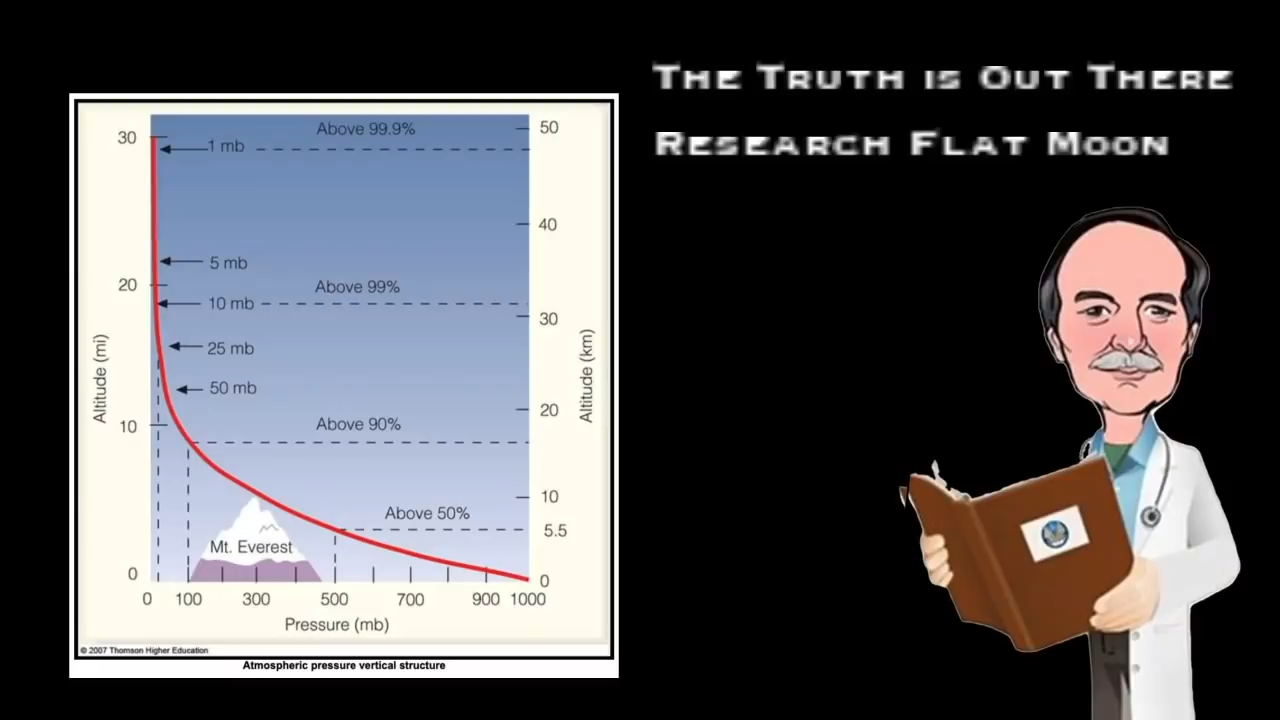 THE TRUTH IS OUT THERE
RESEARCH FLAT MOON
30
Above 99.9%
50
1 mb
40
5 mb
20
Above 99%
10 mb
30
25 mb
Altitude (mi)
Altitude (km)
50 mb
20
10
Above 90%
10
Above 50%
5.5
Mt. Everest
0
0
0 100 300 500 700 900 1000
Pressure (mb)
© 2007 Thomson Higher Education
Atmospheric pressure vertical structure